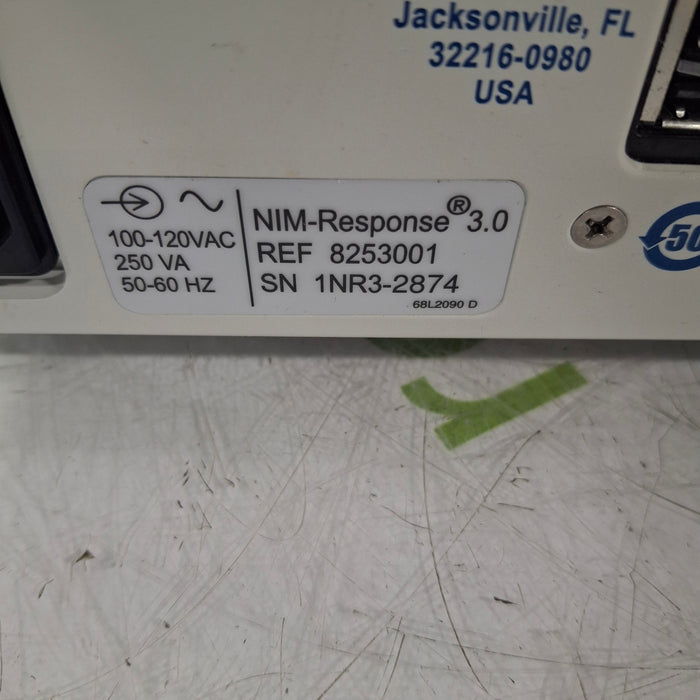 Jacksonville, FL
32216-0980
USA
100-120VAC
250 VA
50-60 HZ
NIM-Response® 3.0
REF 8253001
SN 1NR3-2874
68L2090 D
50